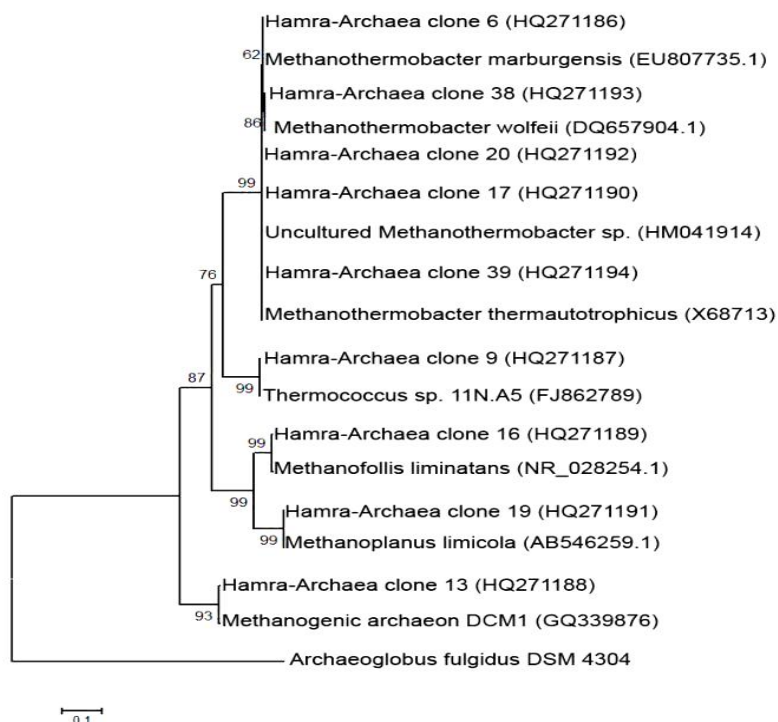 Hamra-Archaea clone 6 (HQ271186)
62
Methanothermobacter marburgensis (EU807735.1)
Hamra-Archaea clone 38 (HQ271193)
86
Methanothermobacter wolfeii (DQ657904.1)
Hamra-Archaea clone 20 (HQ271192)
99
Hamra-Archaea clone 17 (HQ271190)
Uncultured Methanothermobacter sp. (HM041914)
76
Hamra-Archaea clone 39 (HQ271194)
Methanothermobacter thermautotrophicus (X68713)
Hamra-Archaea clone 9 (HQ271187)
87
99
Thermococcus sp. 11N.A5 (FJ862789)
Hamra-Archaea clone 16 (HQ271189)
99
Methanofollis liminatans (NR_028254.1)
99
Hamra-Archaea clone 19 (HQ271191)
99
Methanoplanus limicola (AB546259.1)
Hamra-Archaea clone 13 (HQ271188)
93
Methanogenic archaeon DCM1 (GQ339876)
Archaeoglobus fulgidus DSM 4304
0.1